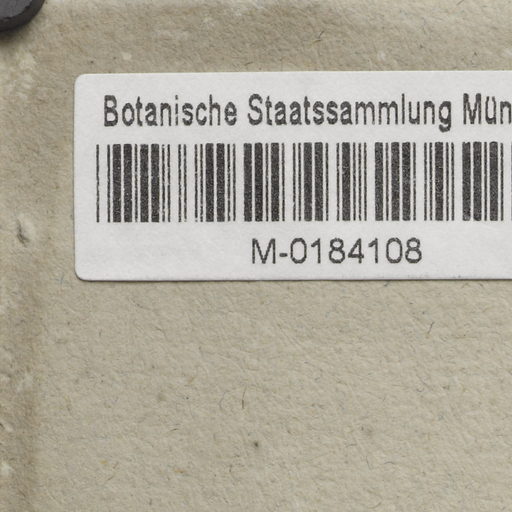 Botanische Staatssammlung Mün
M-0184108